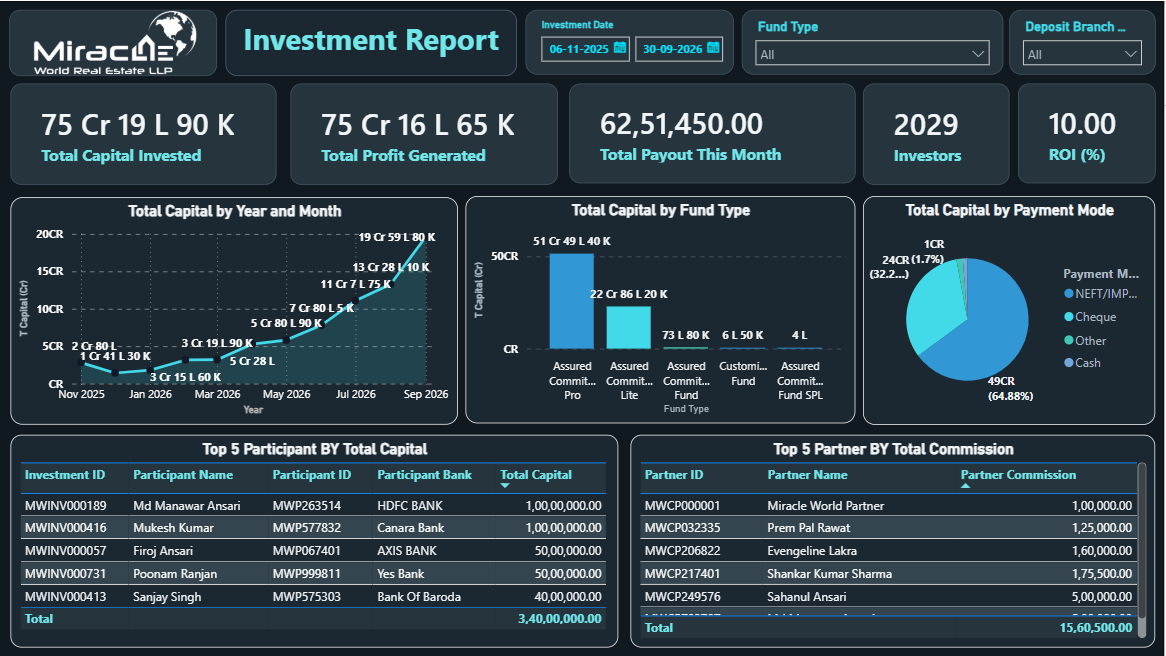 Miracle
World Real Estate LLP
Investment Report
Investment Date
06-11-2025 30-09-2026
Fund Type
All
Deposit Branch ...
All
75 Cr 19 L 90 K
Total Capital Invested
75 Cr 16 L 65 K
Total Profit Generated
62,51,450.00
Total Payout This Month
2029
Investors
10.00
ROI (%)
Total Capital by Year and Month
T Capital (Cr)
20CR
15CR
10CR
5CR
CR
2 Cr 80 L
1 Cr 41 L 30 K
3 Cr 15 L 60 K
3 Cr 19 L 90 K
5 Cr 28 L
5 Cr 80 L 90 K
7 Cr 80 L 5 K
11 Cr 7 L 75 K
13 Cr 28 L 10 K
19 Cr 59 L 80 K
Nov 2025 Jan 2026 Mar 2026 May 2026 Jul 2026 Sep 2026
Year
Total Capital by Fund Type
T Capital (Cr)
50CR
CR
51 Cr 49 L 40 K
22 Cr 86 L 20 K
73 L 80 K
6 L 50 K
4 L
Assured
Commit...
Pro
Assured
Commit...
Lite
Assured
Commit...
Fund
Customi...
Fund
Assured
Commit...
Fund SPL
Fund Type
Total Capital by Payment Mode
1CR
(1.7%)
24CR
(32.2...)
49CR
(64.88%)
Payment M...
NEFT/IMP...
Cheque
Other
Cash
Top 5 Participant BY Total Capital
Investment ID Participant Name Participant ID Participant Bank Total Capital
MWINV000189 Md Manawar Ansari MWP263514 HDFC BANK 1,00,00,000.00
MWINV000416 Mukesh Kumar MWP577832 Canara Bank 1,00,00,000.00
MWINV000057 Firoj Ansari MWP067401 AXIS BANK 50,00,000.00
MWINV000731 Poonam Ranjan MWP999811 Yes Bank 50,00,000.00
MWINV000413 Sanjay Singh MWP575303 Bank Of Baroda 40,00,000.00
Total 3,40,00,000.00
Top 5 Partner BY Total Commission
Partner ID Partner Name Partner Commission
MWCP000001 Miracle World Partner 1,00,000.00
MWCP032335 Prem Pal Rawat 1,25,000.00
MWCP206822 Evengeline Lakra 1,60,000.00
MWCP217401 Shankar Kumar Sharma 1,75,500.00
MWCP249576 Sahanul Ansari 5,00,000.00
Total 15,60,500.00